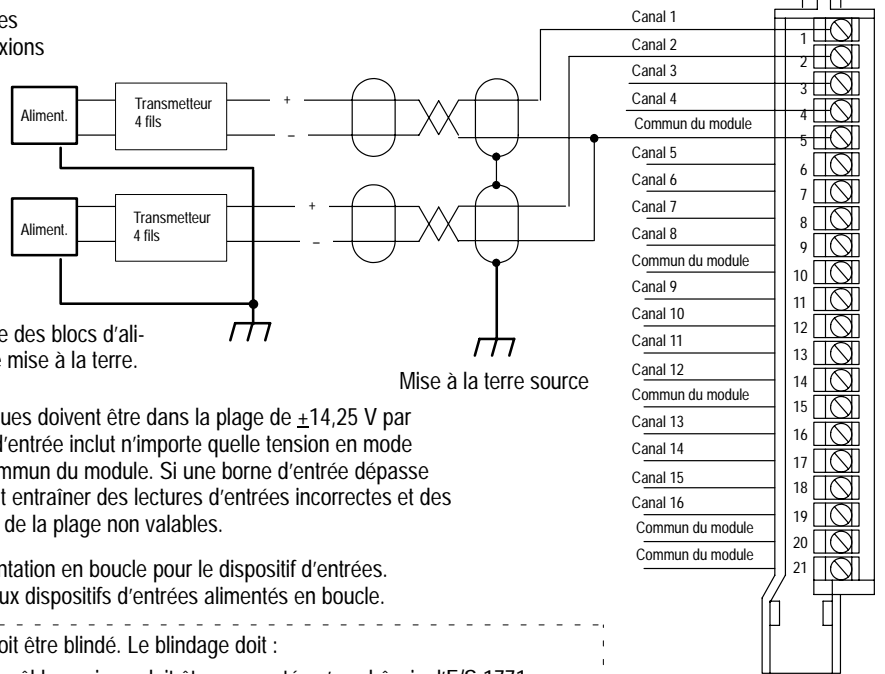 es
xions
Aliment.
Transmetteur
4 fils
+
–
Aliment.
Transmetteur
4 fils
+
–
e des blocs d'ali-
mise à la terre.
Mise à la terre source
Canal 1
Canal 2
Canal 3
Canal 4
Commun du module
Canal 5
Canal 6
Canal 7
Canal 8
Commun du module
Canal 9
Canal 10
Canal 11
Canal 12
Commun du module
Canal 13
Canal 14
Canal 15
Canal 16
Commun du module
Commun du module
1
2
3
4
5
6
7
8
9
10
11
12
13
14
15
16
17
18
19
20
21
ues doivent être dans la plage de ±14,25 V par
d'entrée inclut n'importe quelle tension en mode
mmun du module. Si une borne d'entrée dépasse
t entraîner des lectures d'entrées incorrectes et des
de la plage non valables.
ntation en boucle pour le dispositif d'entrées.
ux dispositifs d'entrées alimentés en boucle.
oit être blindé. Le blindage doit :